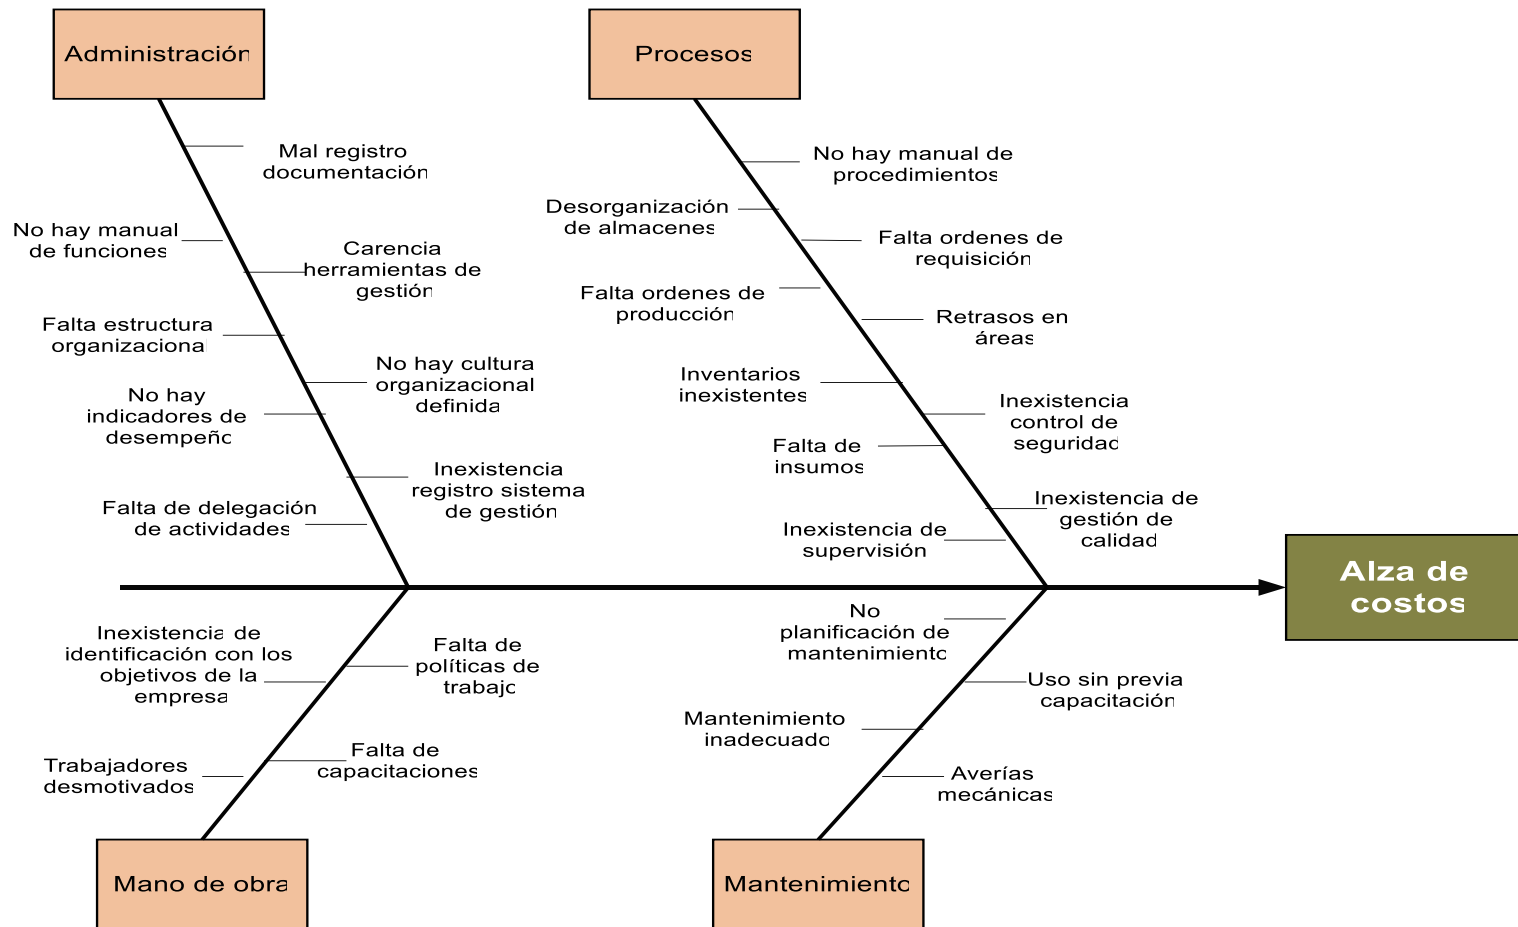 Administración
Procesos
Mal registro
documentación
No hay manual
de funciones
Carencia
herramientas de
gestión
Falta estructura
organizacional
No hay cultura
organizacional
definida
No hay
indicadores de
desempeño
Inexistencia
registro sistema
de gestión
Falta de delegación
de actividades
No hay manual de
procedimientos
Desorganización
de almacenes
Falta ordenes de
requisición
Falta ordenes de
producción
Retrasos en
áreas
Inventarios
inexistentes
Inexistencia
control de
seguridad
Falta de
insumos
Inexistencia de
gestión de
calidad
Inexistencia de
supervisión
Alza de
costos
Inexistencia de
identificación con los
objetivos de la
empresa
Falta de
políticas de
trabajo
Trabajadores
desmotivados
Falta de
capacitaciones
No
planificación de
mantenimiento
Uso sin previa
capacitación
Mantenimiento
inadecuado
Averías
mecánicas
Mano de obra
Mantenimiento